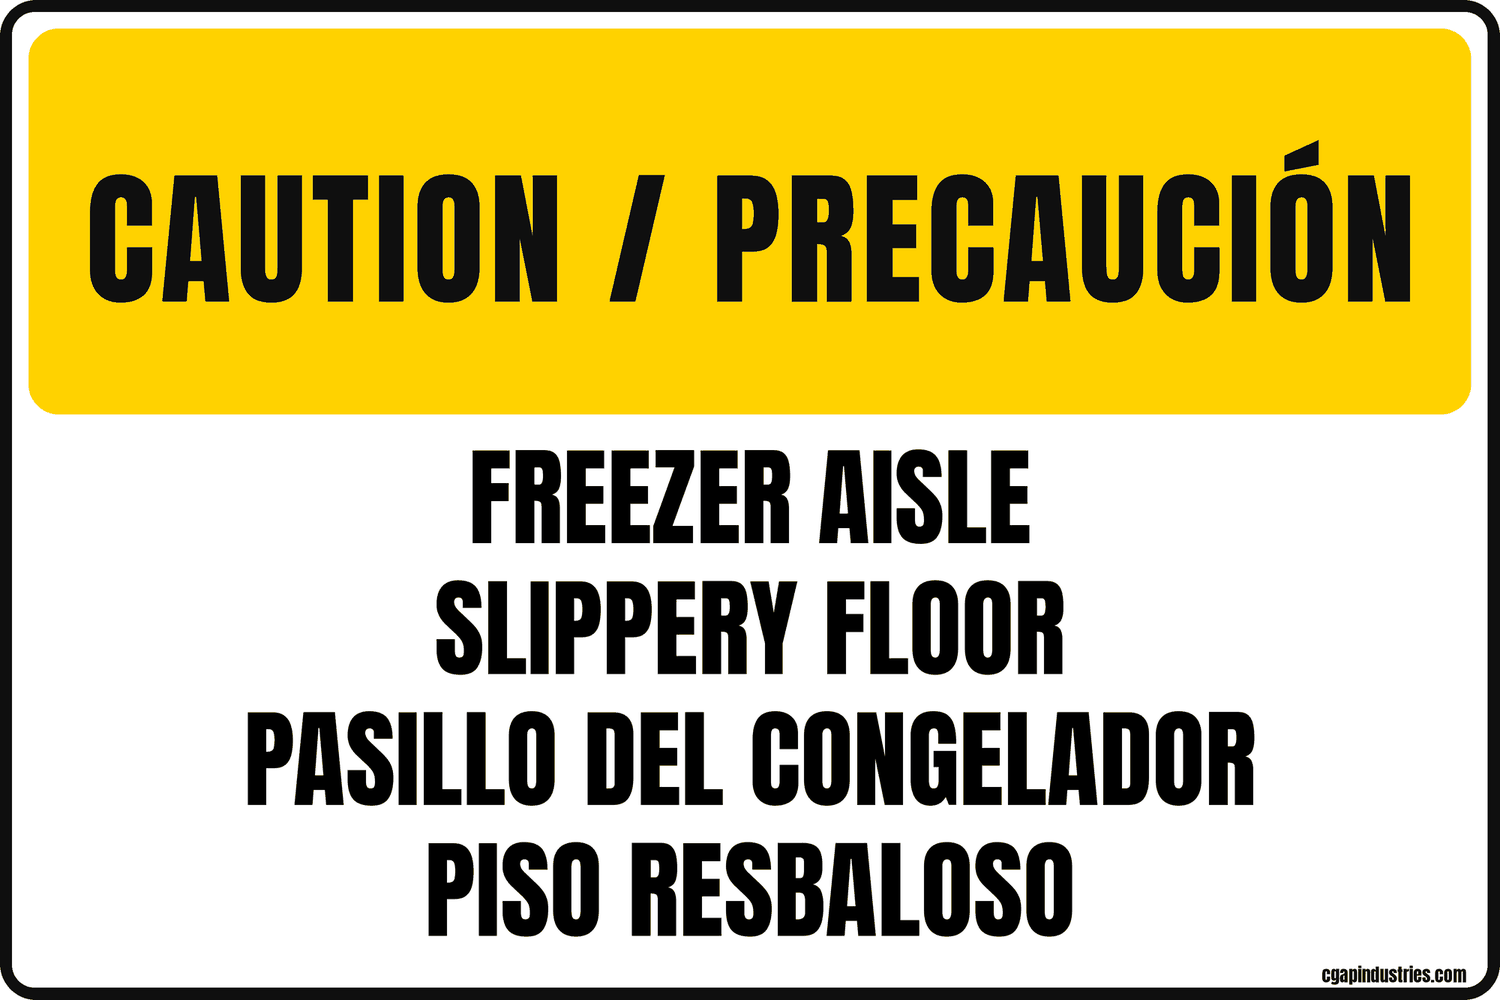 CAUTION / PRECAUCIÓN
FREEZER AISLE
SLIPPERY FLOOR
PASILLO DEL CONGELADOR
PISO RESBALOSO
cgapindustries.com